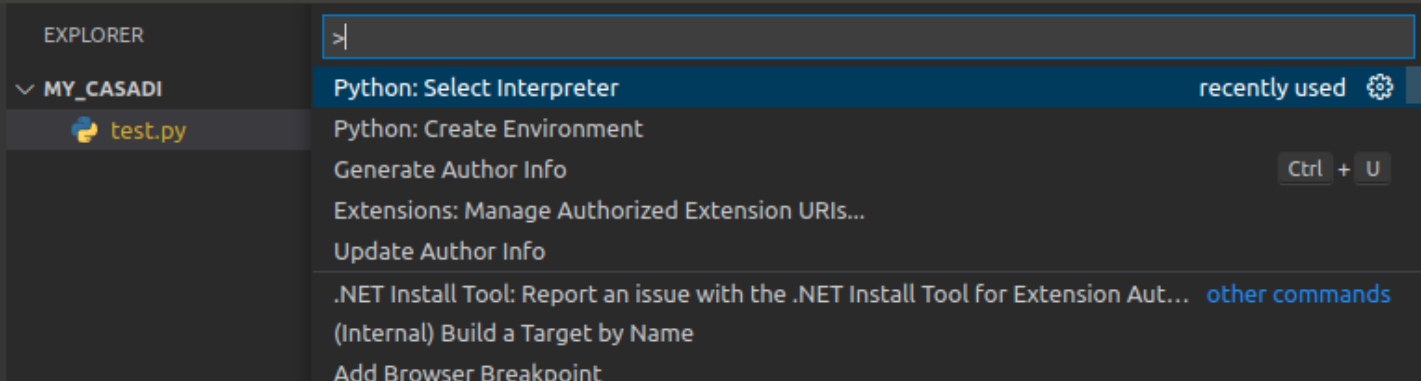 EXPLORER
MY_CASADI
test.py
>
Python: Select Interpreter recently used
Python: Create Environment
Generate Author Info Ctrl + U
Extensions: Manage Authorized Extension URIs...
Update Author Info
.NET Install Tool: Report an issue with the .NET Install Tool for Extension Aut... other commands
(Internal) Build a Target by Name
Add Browser Breakpoint